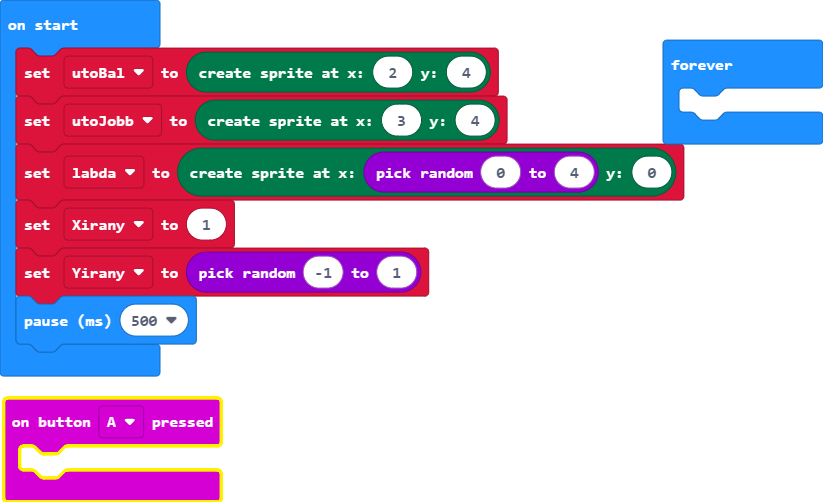 on start
set utoBal to create sprite at x: 2 y: 4
forever
set utoJobb to create sprite at x: 3 y: 4
set labda to create sprite at x: pick random 0 to 4 y: 0
set Xirany to 1
set Yirany to pick random -1 to 1
pause (ms) 500
on button A pressed